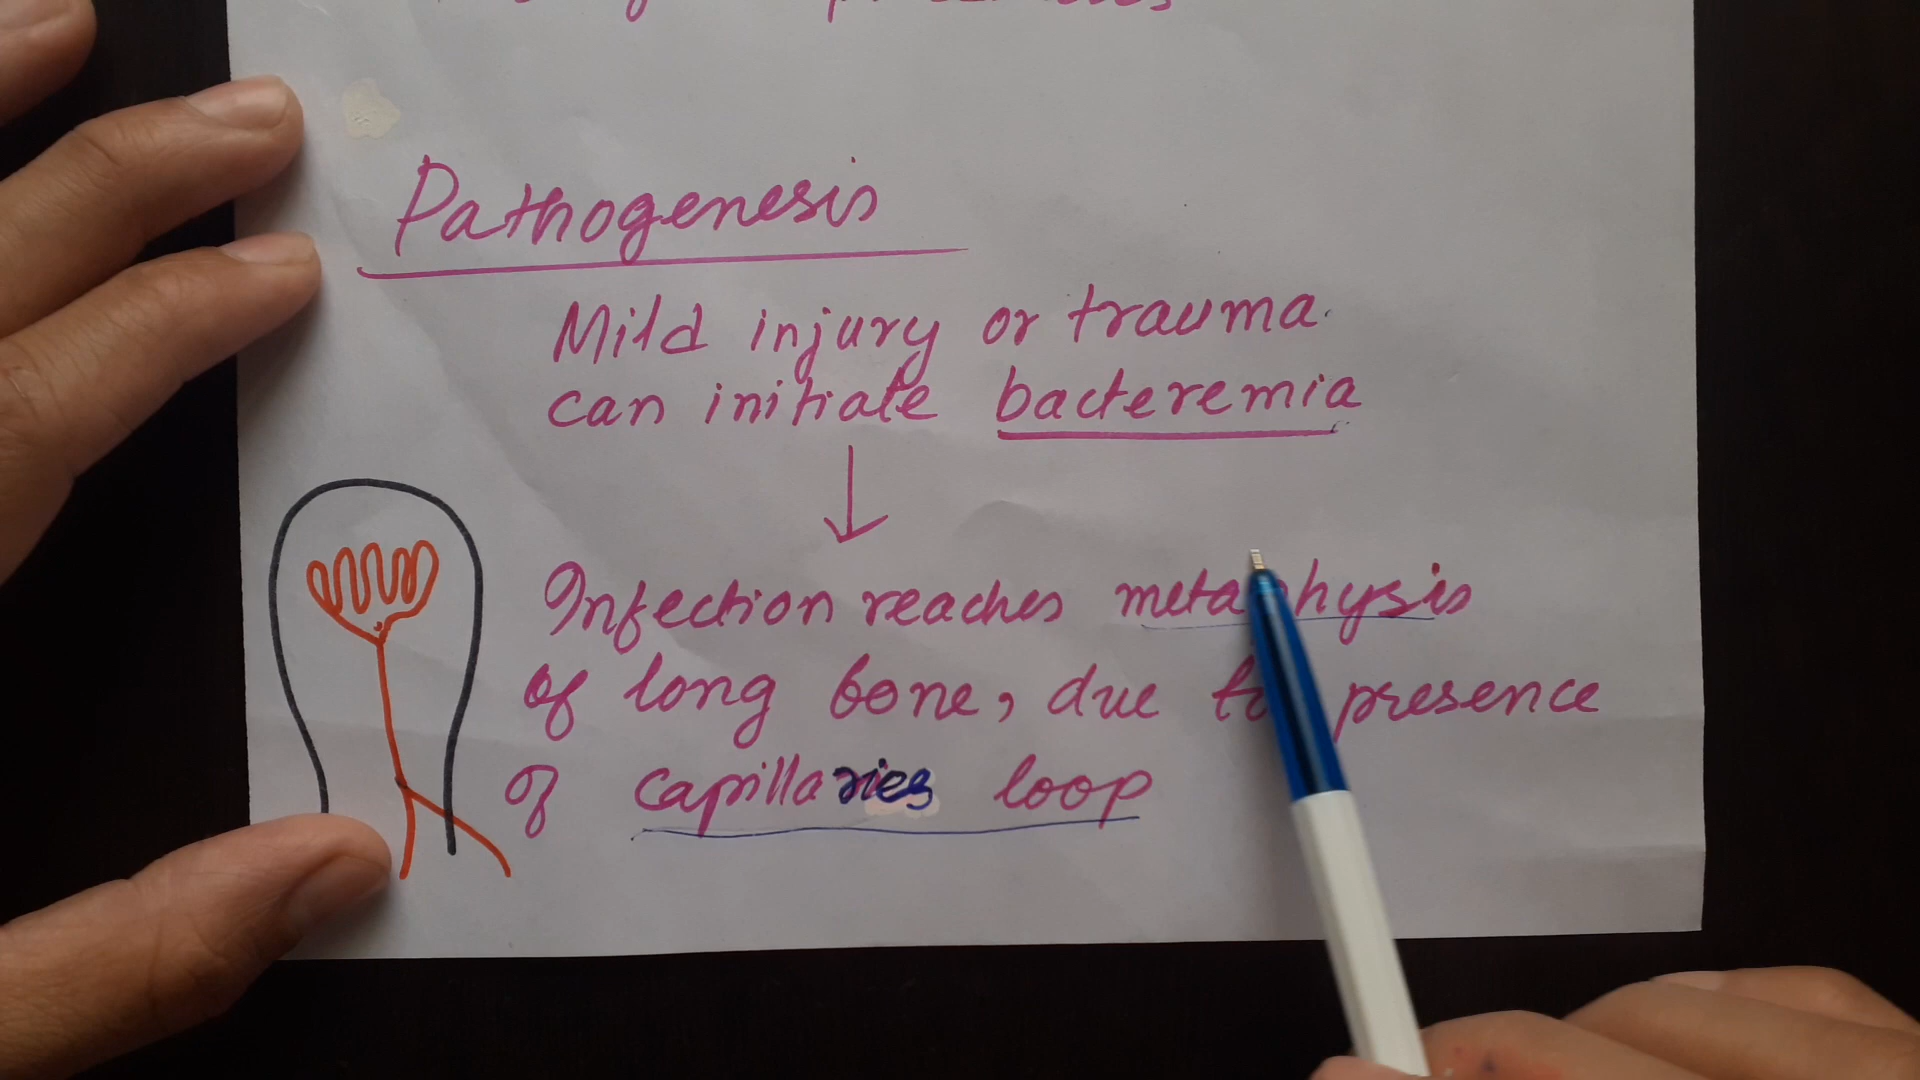 Pathogenesis
Mild injury or trauma.
can initiate bacteremia
Infection reaches metaphysis
of long bone, due to presence
of capillaries loop